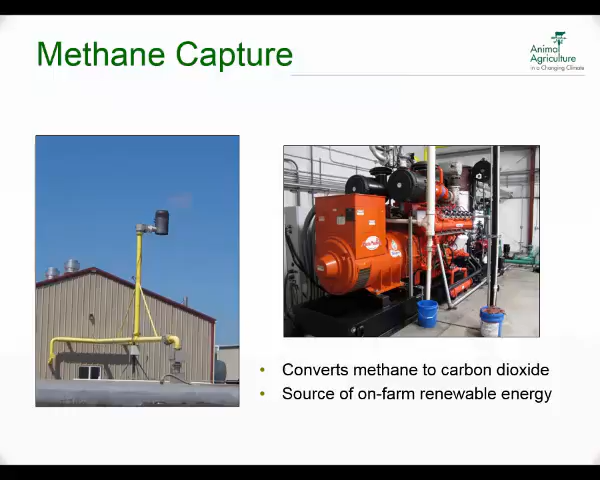 Methane Capture
Animal
Agriculture
in a Changing Climate
• Converts methane to carbon dioxide
• Source of on-farm renewable energy